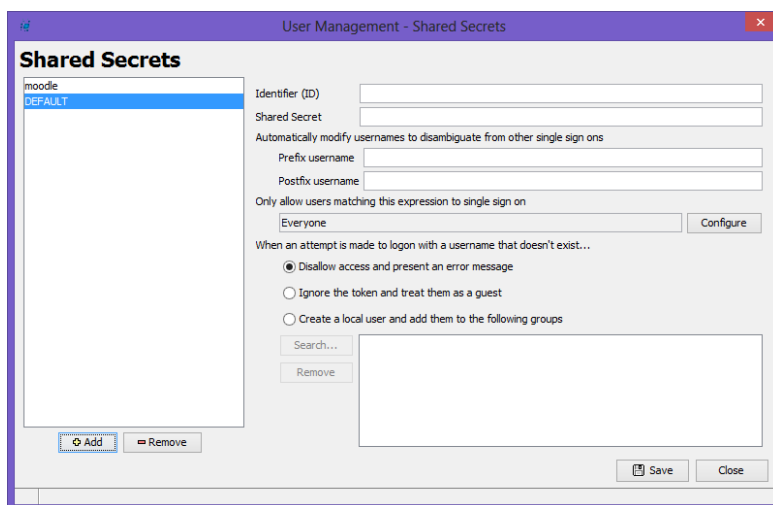 User Management - Shared Secrets
Shared Secrets
moodle
DEFAULT
Identifier (ID)
Shared Secret
Automatically modify usernames to disambiguate from other single sign ons
Prefix username
Postfix username
Only allow users matching this expression to single sign on
Everyone
Configure
When an attempt is made to logon with a username that doesn't exist...
Disallow access and present an error message
Ignore the token and treat them as a guest
Create a local user and add them to the following groups
Search...
Remove
Add
Remove
Save
Close